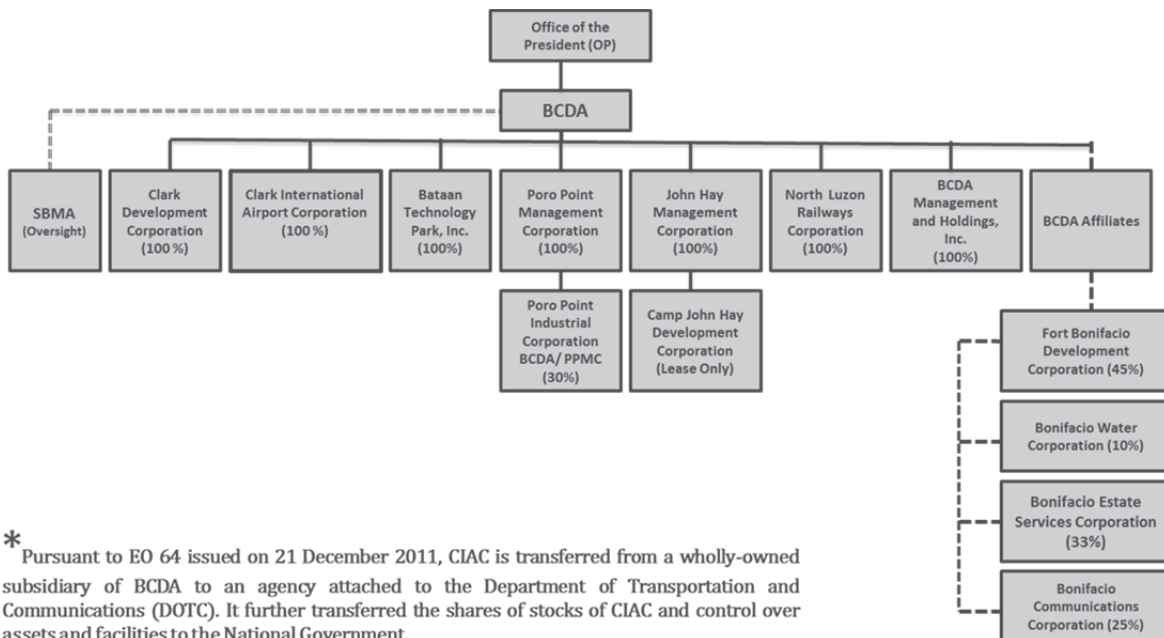 Office of the
President (OP)
BCDA
SBMA
(Oversight)
Clark
Development
Corporation
(100 %)
Clark International
Airport Corporation
(100 %)
Bataan
Technology
Park, Inc.
(100%)
Poro Point
Management
Corporation
(100%)
John Hay
Management
Corporation
(100%)
North Luzon
Railways
Corporation
(100%)
BCDA
Management
and Holdings,
Inc.
(100%)
BCDA Affiliates
Poro Point
Industrial
Corporation
BCDA/ PPMC
(30%)
Camp John Hay
Development
Corporation
(Lease Only)
Fort Bonifacio
Development
Corporation (45%)
Bonifacio Water
Corporation (10%)
Bonifacio Estate
Services Corporation
(33%)
Bonifacio
Communications
Corporation (25%)
*Pursuant to EO 64 issued on 21 December 2011, CIAC is transferred from a wholly-owned
subsidiary of BCDA to an agency attached to the Department of Transportation and
Communications (DOTC). It further transferred the shares of stocks of CIAC and control over
assets and facilities to the National Government.